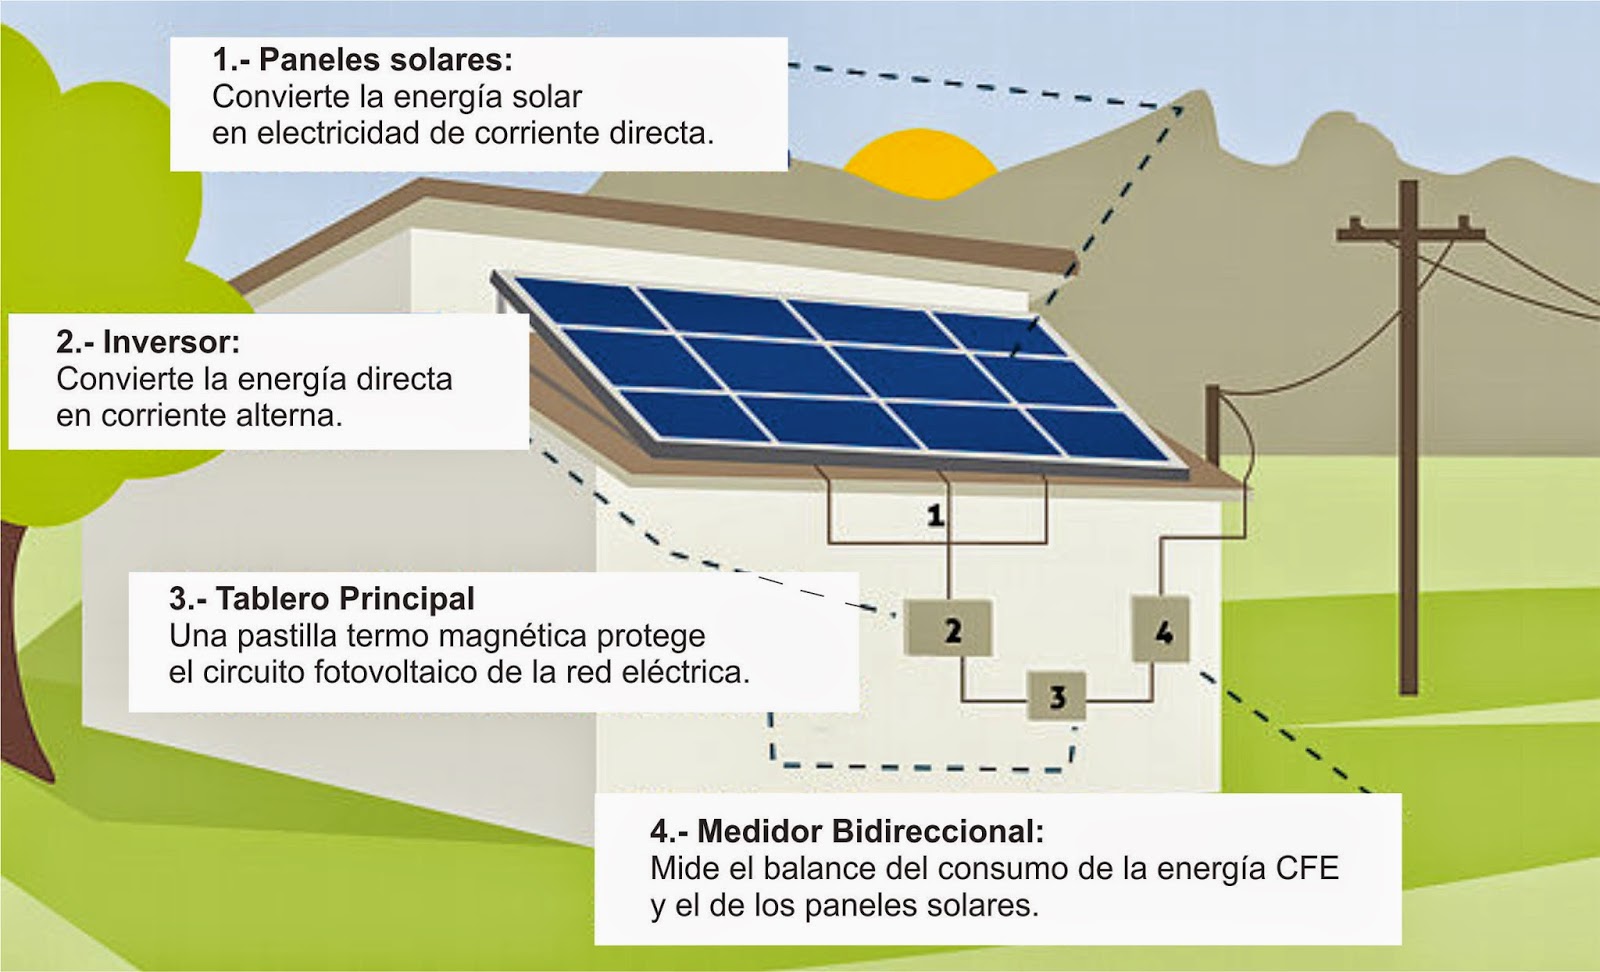 1.- Paneles solares:
Convierte la energía solar
en electricidad de corriente directa.
2.- Inversor:
Convierte la energía directa
en corriente alterna.
1
3.- Tablero Principal
Una pastilla termo magnética protege
el circuito fotovoltaico de la red eléctrica.
2
4
3
4.- Medidor Bidireccional:
Mide el balance del consumo de la energía CFE
y el de los paneles solares.